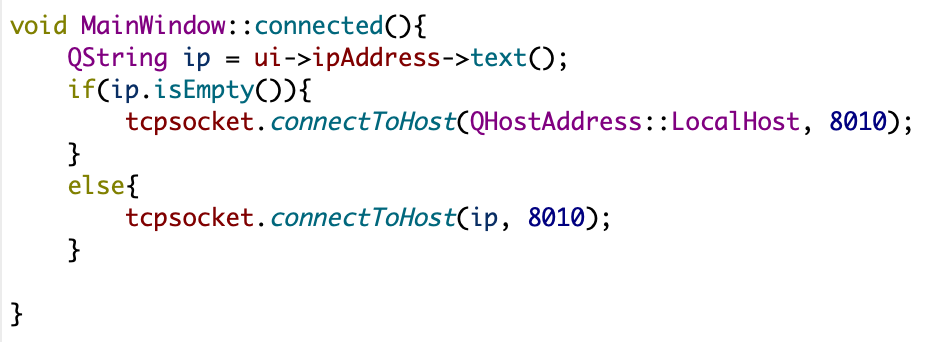 void MainWindow::connected(){
    QString ip = ui->ipAddress->text();
    if(ip.isEmpty()){
        tcpsocket.connectToHost(QHostAddress::LocalHost, 8010);
    }
    else{
        tcpsocket.connectToHost(ip, 8010);
    }
}